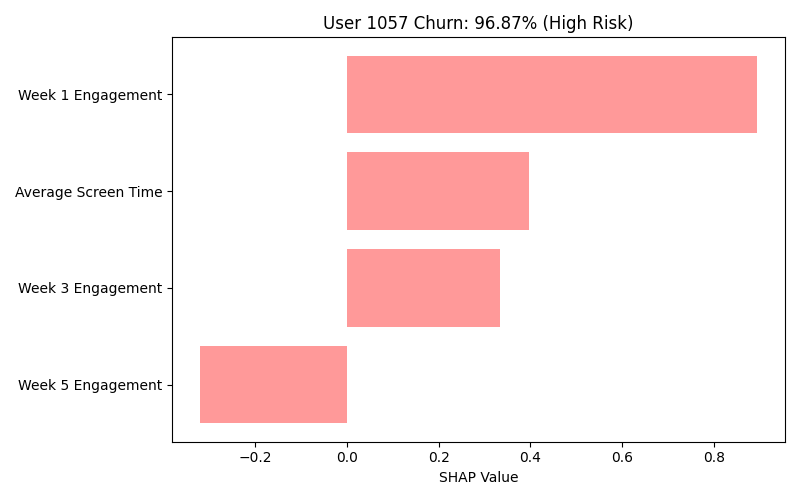 User 1057 Churn: 96.87% (High Risk)
Week 1 Engagement
Average Screen Time
Week 3 Engagement
Week 5 Engagement
−0.2 0.0 0.2 0.4 0.6 0.8
SHAP Value